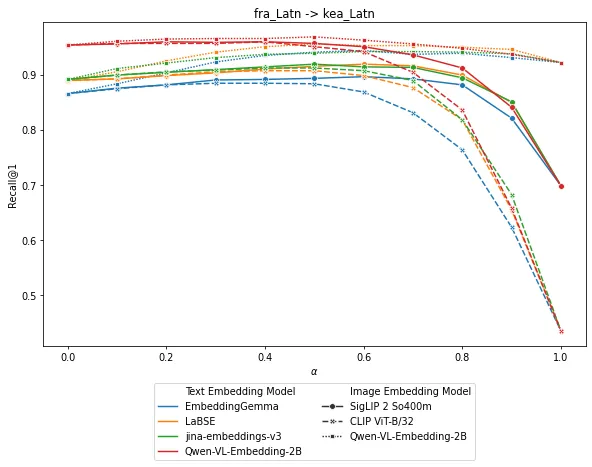 fra_Latn -> kea_Latn
Recall@1
0.9
0.8
0.7
0.6
0.5
0.0 0.2 0.4 0.6 0.8 1.0
α
Text Embedding Model Image Embedding Model
EmbeddingGemma SigLIP 2 So400m
LaBSE CLIP ViT-B/32
jina-embeddings-v3 Qwen-VL-Embedding-2B
Qwen-VL-Embedding-2B